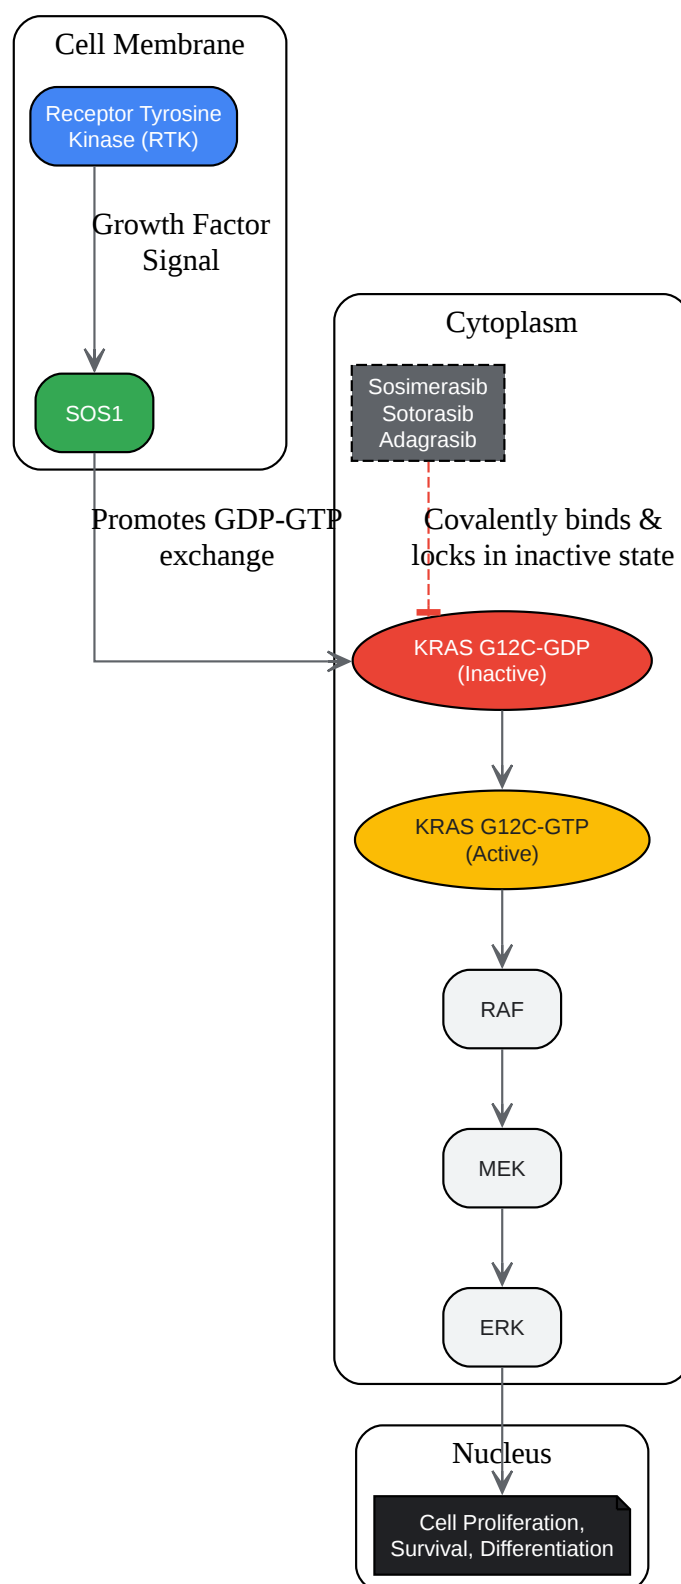 Cell Membrane
Receptor Tyrosine
Kinase (RTK)
Growth Factor
Signal
SOS1
Promotes GDP-GTP
exchange
Cytoplasm
Sosimerasib
Sotorasib
Adagrasib
Covalently binds &
locks in inactive state
KRAS G12C-GDP
(Inactive)
KRAS G12C-GTP
(Active)
RAF
MEK
ERK
Nucleus
Cell Proliferation,
Survival, Differentiation